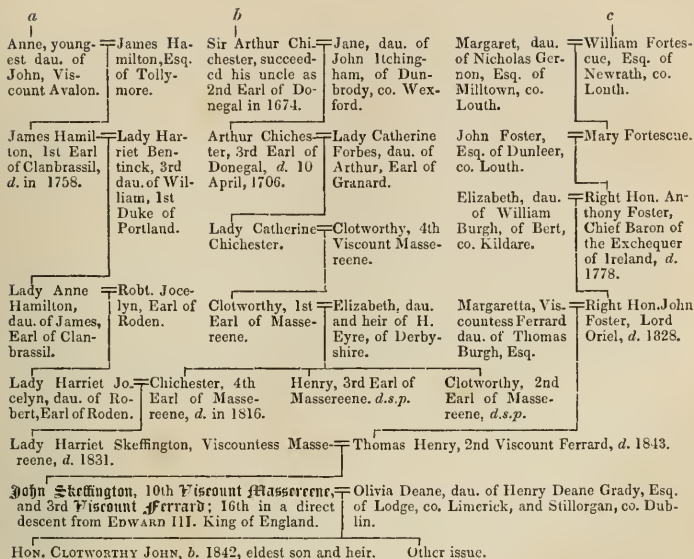 a
b
c
Anne, young-
est dau. of
John, Vis-
count Avalon.
James Ha-
milton, Esq.
of Tolly-
more.
Sir Arthur Chi-
chester, succeed-
ed his uncle as
2nd Earl of Do-
negal in 1674.
Jane, dau. of
John Itching-
ham, of Dun-
brody, co. Wex-
ford.
Margaret, dau.
of Nicholas Ger-
non, Esq. of
Milltown, co.
Louth.
William Fortes-
cue, Esq. of
Newrath, co.
Louth.
James Hamil-
ton, 1st Earl
of Clanbrassil,
d. in 1758.
Lady Har-
riet Ben-
tinck, 3rd
dau. of Wil-
liam, 1st
Duke of
Portland.
Arthur Chiches-
ter, 3rd Earl of
Donegal, d. 10
April, 1706.
Lady Catherine
Forbes, dau. of
Arthur, Earl of
Granard.
John Foster,
Esq. of Dunleer,
co. Louth.
Mary Fortescue.
Lady Catherine
Chichester.
Clotworthy, 4th
Viscount Masse-
reene.
Elizabeth, dau.
of William
Burgh, of Bert,
co. Kildare.
Right Hon. An-
thony Foster,
Chief Baron of
the Exchequer
of Ireland, d.
1778.
Lady Anne
Hamilton,
dau. of James,
Earl of Clan-
brassil.
Robt. Joce-
lyn, Earl of
Roden.
Clotworthy, 1st
Earl of Masse-
reene.
Elizabeth, dau.
and heir of H.
Eyre, of Derby-
shire.
Margaretta, Vis-
countess Ferrard
dau. of Thomas
Burgh, Esq.
Right Hon. John
Foster, Lord
Oriel, d. 1828.
Lady Harriet Jo-
celyn, dau. of Ro-
bert, Earl of Roden.
Chichester, 4th
Earl of Masse-
reene, d. in 1816.
Henry, 3rd Earl of
Massereene. d.s.p.
Clotworthy, 2nd
Earl of Masse-
reene, d.s.p.
Lady Harriet Skeffington, Viscountess Masse-
reene, d. 1831.
Thomas Henry, 2nd Viscount Ferrard, d. 1843.
John Skeffington, 10th Viscount Massereene,
and 3rd Viscount Ferrard; 16th in a direct
descent from EDWARD III. King of England.
Olivia Deane, dau. of Henry Deane Grady, Esq.
of Lodge, co. Limerick, and Stillorgan, co. Dub-
lin.
HON. CLOTWORTHY JOHN, b. 1842, eldest son and heir.
Other issue.